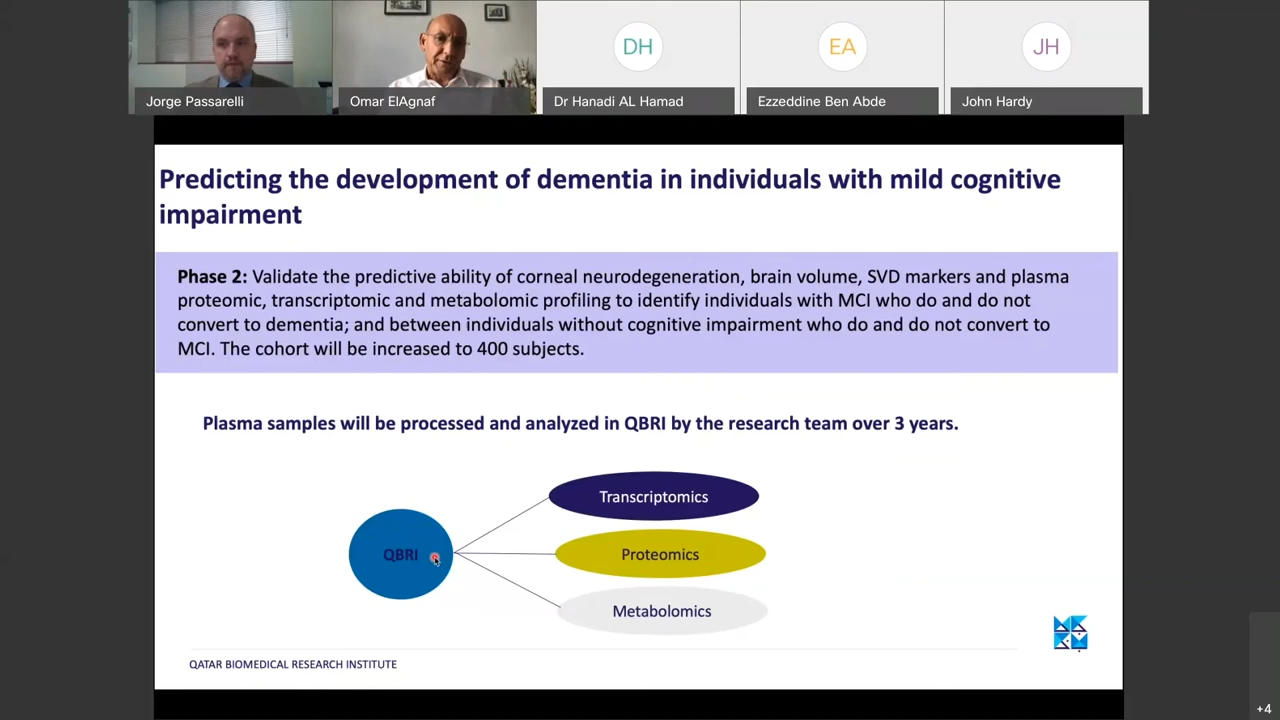 DH
EA
JH
Jorge Passarelli
Omar ElAgnaf
Dr Hanadi AL Hamad
Ezzeddine Ben Abde
John Hardy
Predicting the development of dementia in individuals with mild cognitive
impairment
Phase 2: Validate the predictive ability of corneal neurodegeneration, brain volume, SVD markers and plasma
proteomic, transcriptomic and metabolomic profiling to identify individuals with MCI who do and do not
convert to dementia; and between individuals without cognitive impairment who do and do not convert to
MCI. The cohort will be increased to 400 subjects.
Plasma samples will be processed and analyzed in QBRI by the research team over 3 years.
Transcriptomics
QBRI
Proteomics
Metabolomics
QATAR BIOMEDICAL RESEARCH INSTITUTE
+4